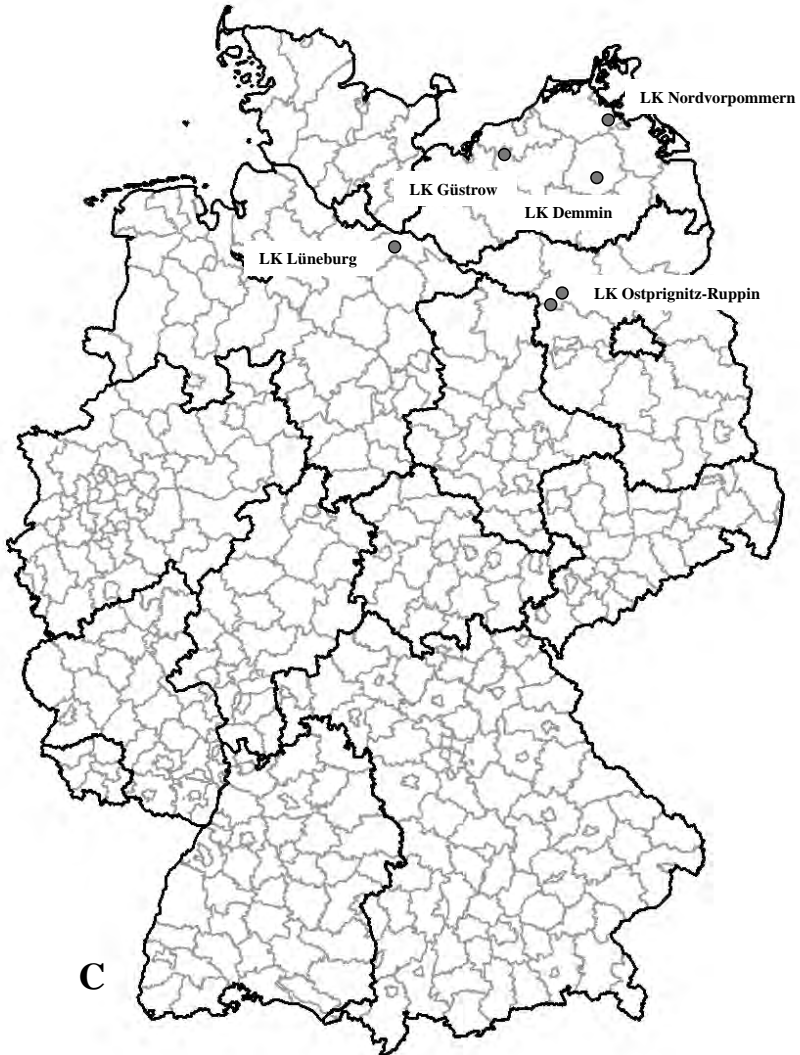 LK Nordvorpommern
LK Güstrow
LK Demmin
LK Lüneburg
LK Ostprignitz-Ruppin
C